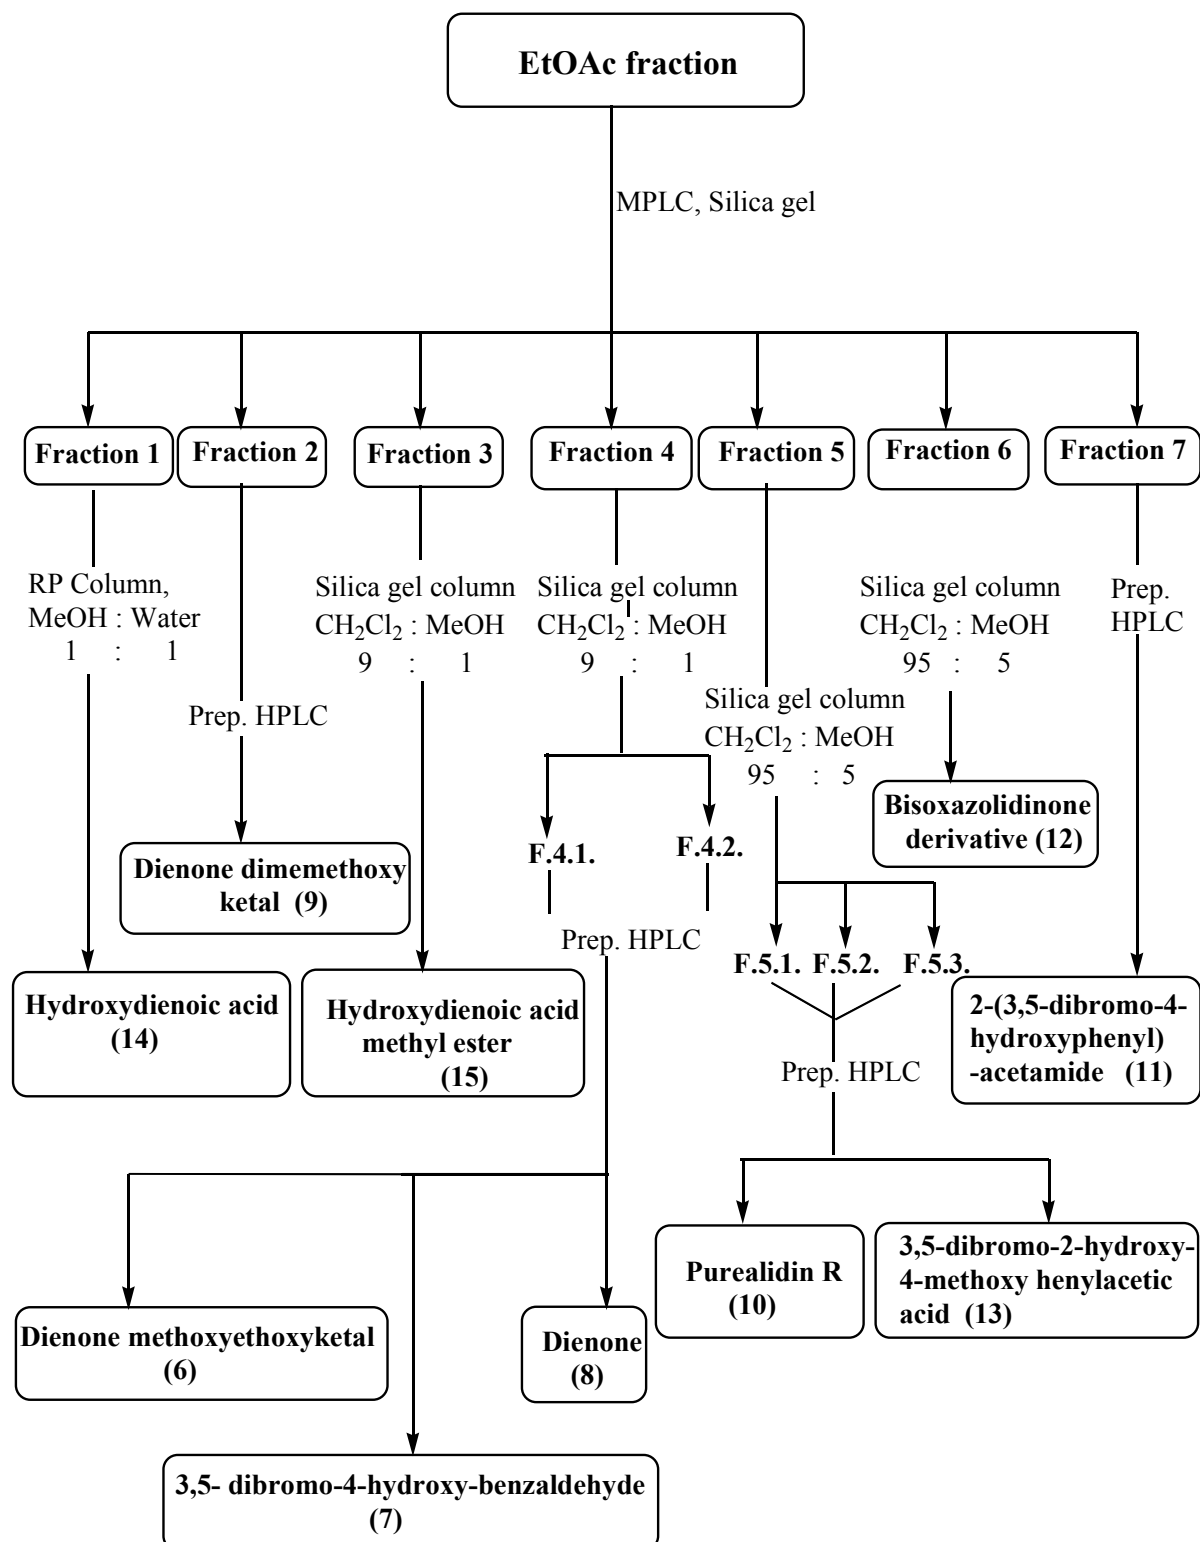 EtOAc fraction
MPLC, Silica gel
Fraction 1
Fraction 2
Fraction 3
Fraction 4
Fraction 5
Fraction 6
Fraction 7
RP Column,
MeOH : Water
1 : 1
Prep. HPLC
Silica gel column
CH2Cl2 : MeOH
9 : 1
Silica gel column
CH2Cl2 : MeOH
9 : 1
Silica gel column
CH2Cl2 : MeOH
95 : 5
Silica gel column
CH2Cl2 : MeOH
95 : 5
Prep.
HPLC
Bisoxazolidinone
derivative (12)
F.4.1.
F.4.2.
Dienone dimemethoxy
ketal (9)
Prep. HPLC
F.5.1.
F.5.2.
F.5.3.
Hydroxydienoic acid
(14)
Hydroxydienoic acid
methyl ester
(15)
2-(3,5-dibromo-4-
hydroxyphenyl)
-acetamide (11)
Prep. HPLC
Purealidin R
(10)
3,5-dibromo-2-hydroxy-
4-methoxy henylacetic
acid (13)
Dienone methoxyethoxyketal
(6)
Dienone
(8)
3,5- dibromo-4-hydroxy-benzaldehyde
(7)